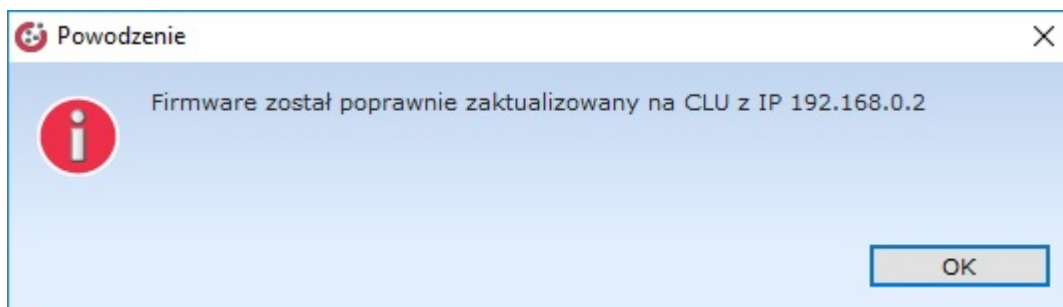 Powodzenie
Firmware został poprawnie zaktualizowany na CLU z IP 192.168.0.2
OK